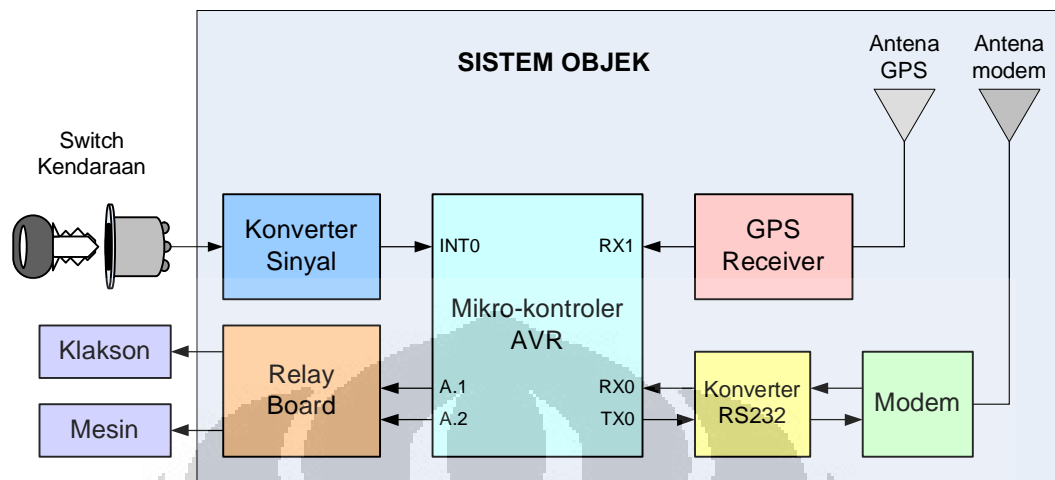 SISTEM OBJEK
Antena
GPS
Antena
modem
Switch
Kendaraan
Konverter
Sinyal
INT0
RX1
GPS
Receiver
Mikro-kontroler
AVR
Klakson
Mesin
Relay
Board
A.1
A.2
RX0
TX0
Konverter
RS232
Modem